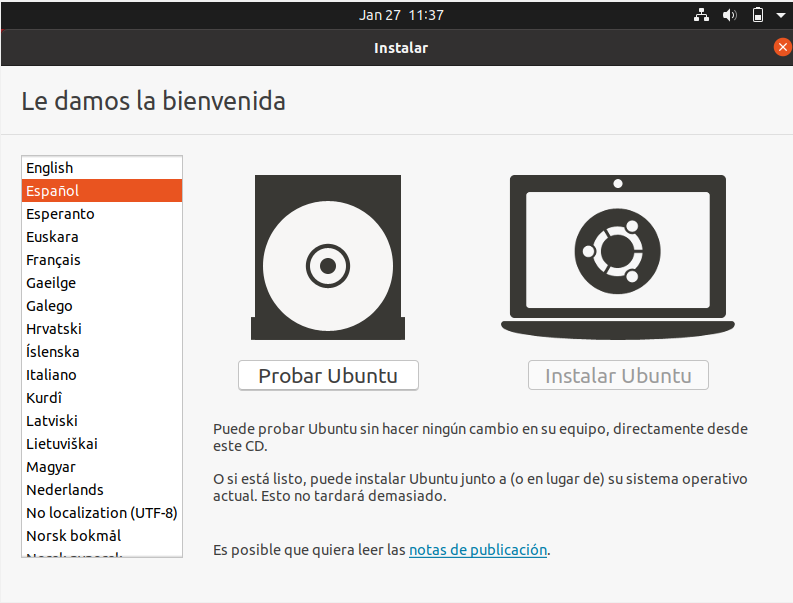 Jan 27 11:37
Instalar
Le damos la bienvenida
English
Español
Esperanto
Euskara
Français
Gaeilge
Galego
Hrvatski
Íslenska
Italiano
Kurdî
Latviski
Lietuviškai
Magyar
Nederlands
No localization (UTF-8)
Norsk bokmål
Probar Ubuntu
Instalar Ubuntu
Puede probar Ubuntu sin hacer ningún cambio en su equipo, directamente desde
este CD.
O si está listo, puede instalar Ubuntu junto a (o en lugar de) su sistema operativo
actual. Esto no tardará demasiado.
Es posible que quiera leer las notas de publicación.